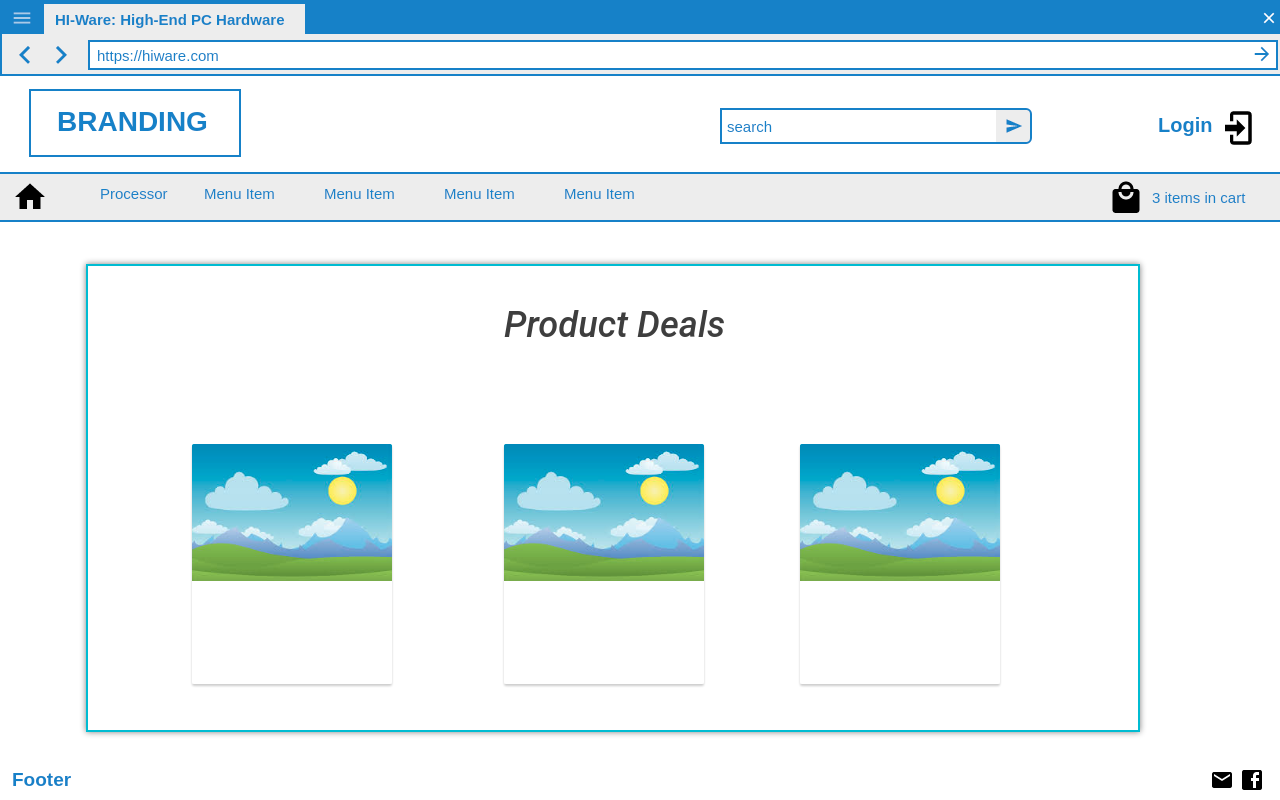 HI-Ware: High-End PC Hardware
https://hiware.com
BRANDING
search
Login
Processor
Menu Item
Menu Item
Menu Item
Menu Item
3 items in cart
Product Deals
Footer